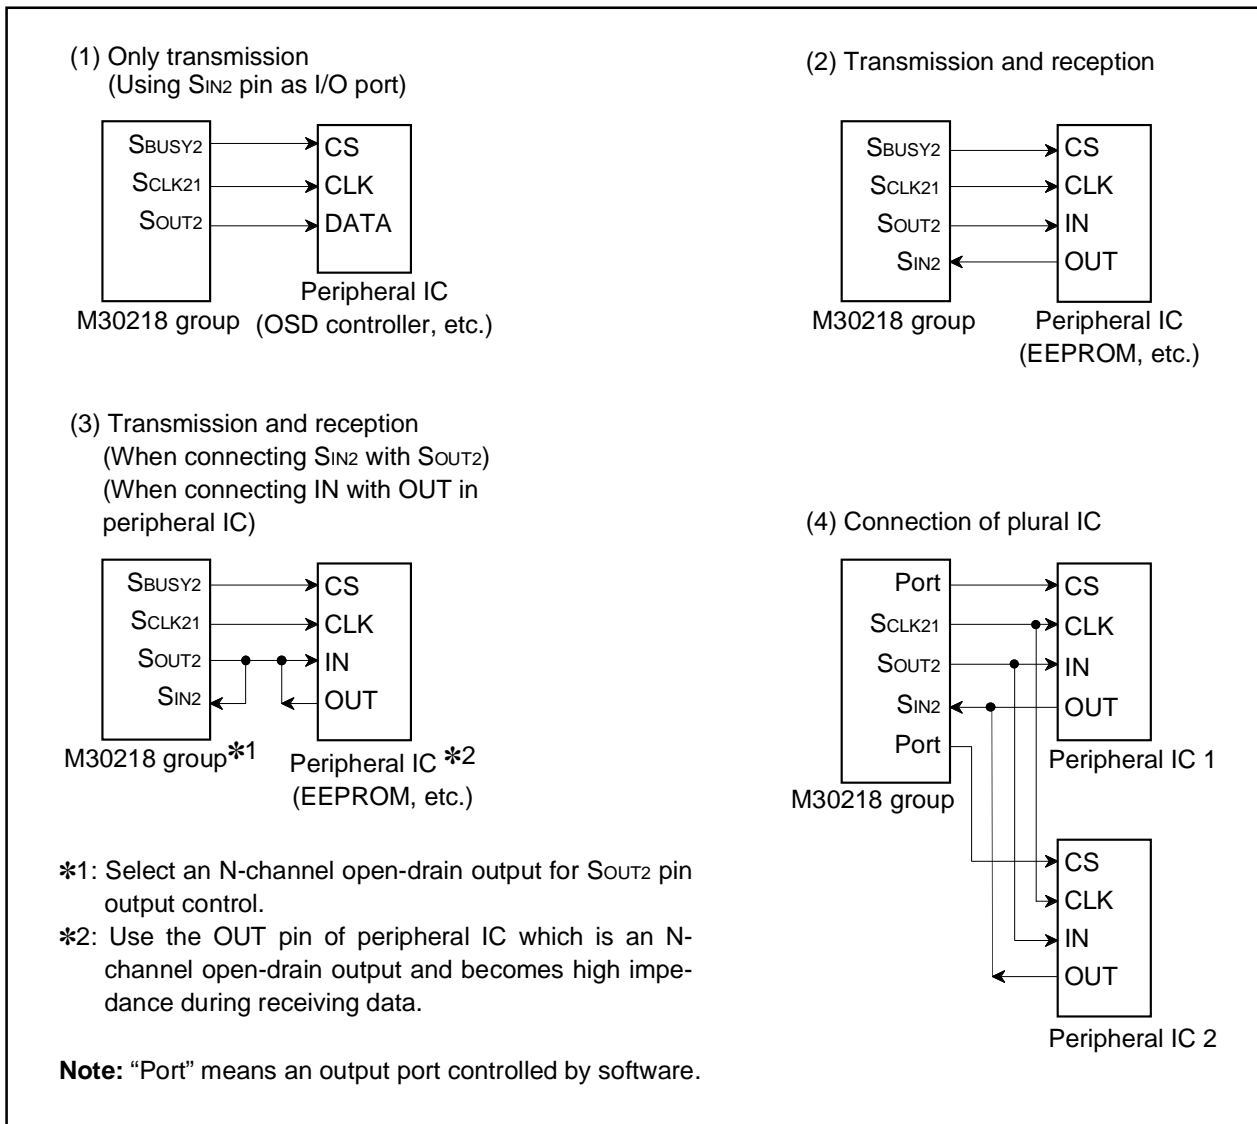 (1) Only transmission
(Using SIN2 pin as I/O port)
SBUSY2
SCLK21
SOUT2
CS
CLK
DATA
M30218 group
Peripheral IC
(OSD controller, etc.)
(2) Transmission and reception
SBUSY2
SCLK21
SOUT2
SIN2
CS
CLK
IN
OUT
M30218 group
Peripheral IC
(EEPROM, etc.)
(3) Transmission and reception
(When connecting SIN2 with SOUT2)
(When connecting IN with OUT in
peripheral IC)
SBUSY2
SCLK21
SOUT2
SIN2
CS
CLK
IN
OUT
M30218 group✻1
Peripheral IC ✻2
(EEPROM, etc.)
(4) Connection of plural IC
Port
SCLK21
SOUT2
SIN2
Port
CS
CLK
IN
OUT
Peripheral IC 1
M30218 group
CS
CLK
IN
OUT
Peripheral IC 2
✻1: Select an N-channel open-drain output for SOUT2 pin
output control.
✻2: Use the OUT pin of peripheral IC which is an N-
channel open-drain output and becomes high impe-
dance during receiving data.
Note: “Port” means an output port controlled by software.